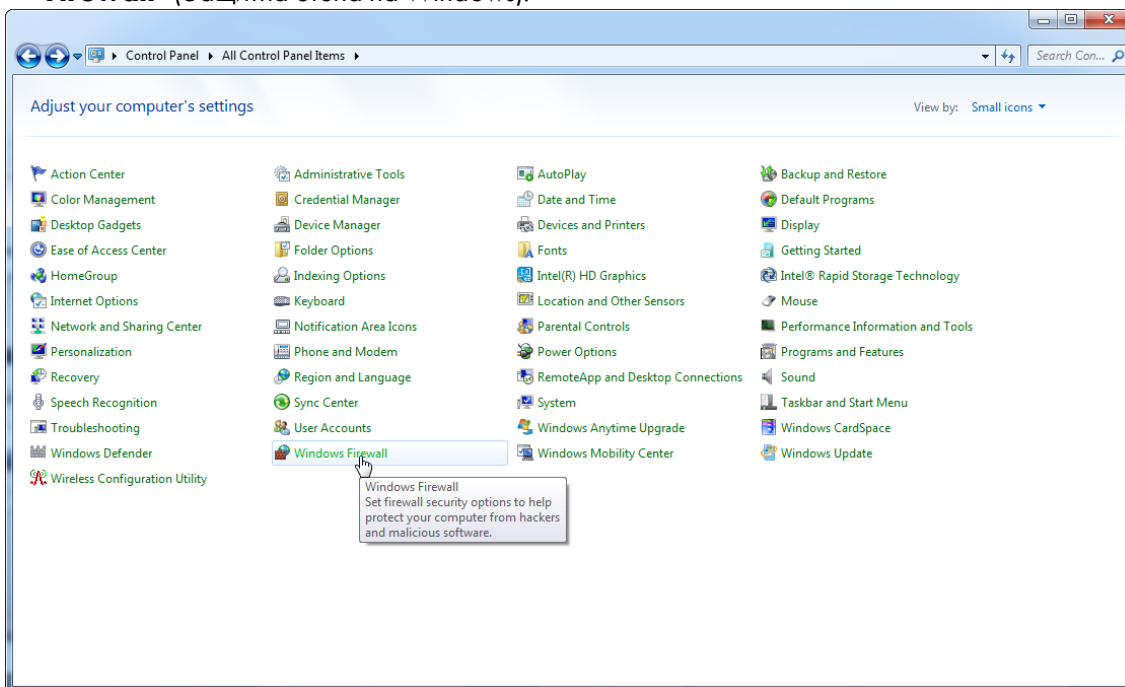 Control Panel All Control Panel Items Search Con...
Adjust your computer's settings View by: Small icons
Action Center Administrative Tools AutoPlay Backup and Restore
Color Management Credential Manager Date and Time Default Programs
Desktop Gadgets Device Manager Devices and Printers Display
Ease of Access Center Folder Options Fonts Getting Started
HomeGroup Indexing Options Intel(R) HD Graphics Intel® Rapid Storage Technology
Internet Options Keyboard Location and Other Sensors Mouse
Network and Sharing Center Notification Area Icons Parental Controls Performance Information and Tools
Personalization Phone and Modem Power Options Programs and Features
Recovery Region and Language RemoteApp and Desktop Connections Sound
Speech Recognition Sync Center System Taskbar and Start Menu
Troubleshooting User Accounts Windows Anytime Upgrade Windows CardSpace
Windows Defender Windows Firewall Windows Mobility Center Windows Update
Wireless Configuration Utility
Windows Firewall
Set firewall security options to help
protect your computer from hackers
and malicious software.